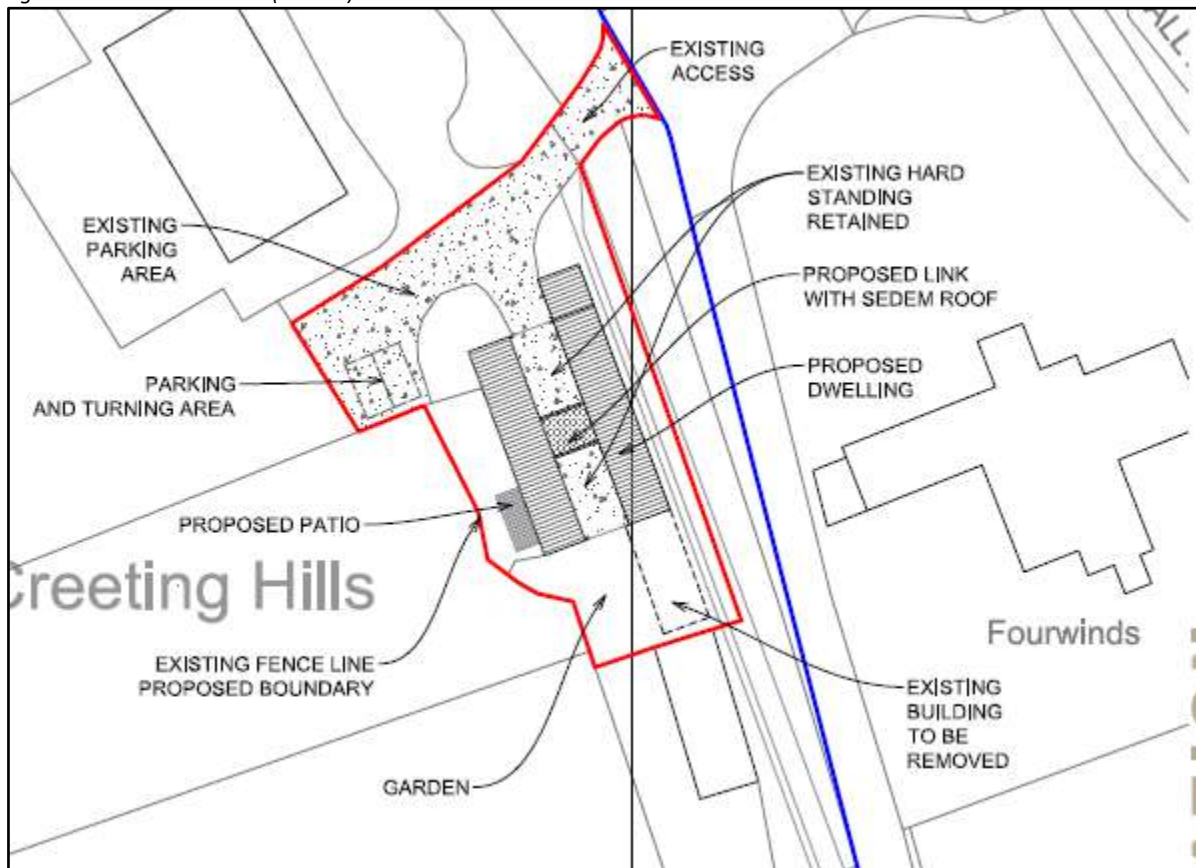 EXISTING
ACCESS
ALL
EXISTING HARD
STANDING
RETAINED
EXISTING
PARKING
AREA
PROPOSED LINK
WITH SEDEM ROOF
PROPOSED
DWELLING
PARKING
AND TURNING AREA
PROPOSED PATIO
Creeting Hills
Fourwinds
EXISTING FENCE LINE
PROPOSED BOUNDARY
EXISTING
BUILDING
TO BE
REMOVED
GARDEN